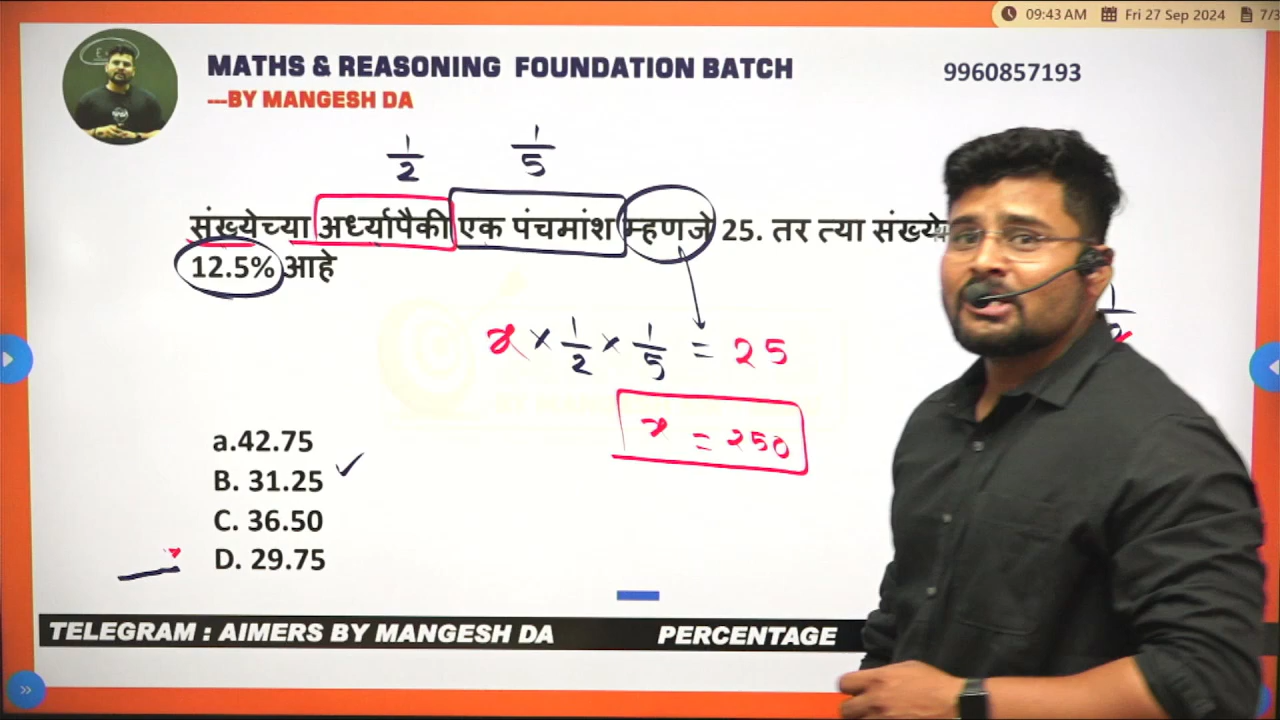 09:43 AM Fri 27 Sep 2024 7/3
MATHS & REASONING FOUNDATION BATCH 9960857193
---BY MANGESH DA
1/2 1/5
संख्येच्या अर्ध्यापैकी एक पंचमांश म्हणजे 25. तर त्या
12.5% आहे
x × 1/2 × 1/5 = 25
x = 250
a.42.75
B. 31.25
C. 36.50
D. 29.75
TELEGRAM : AIMERS BY MANGESH DA PERCENTAGE